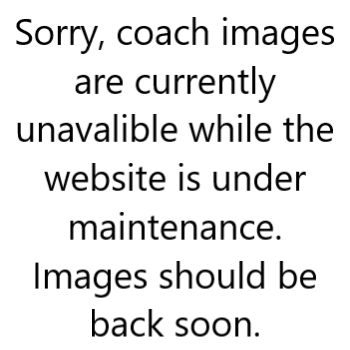 Sorry, coach images
are currently
unavalible while the
website is under
maintenance.
Images should be
back soon.